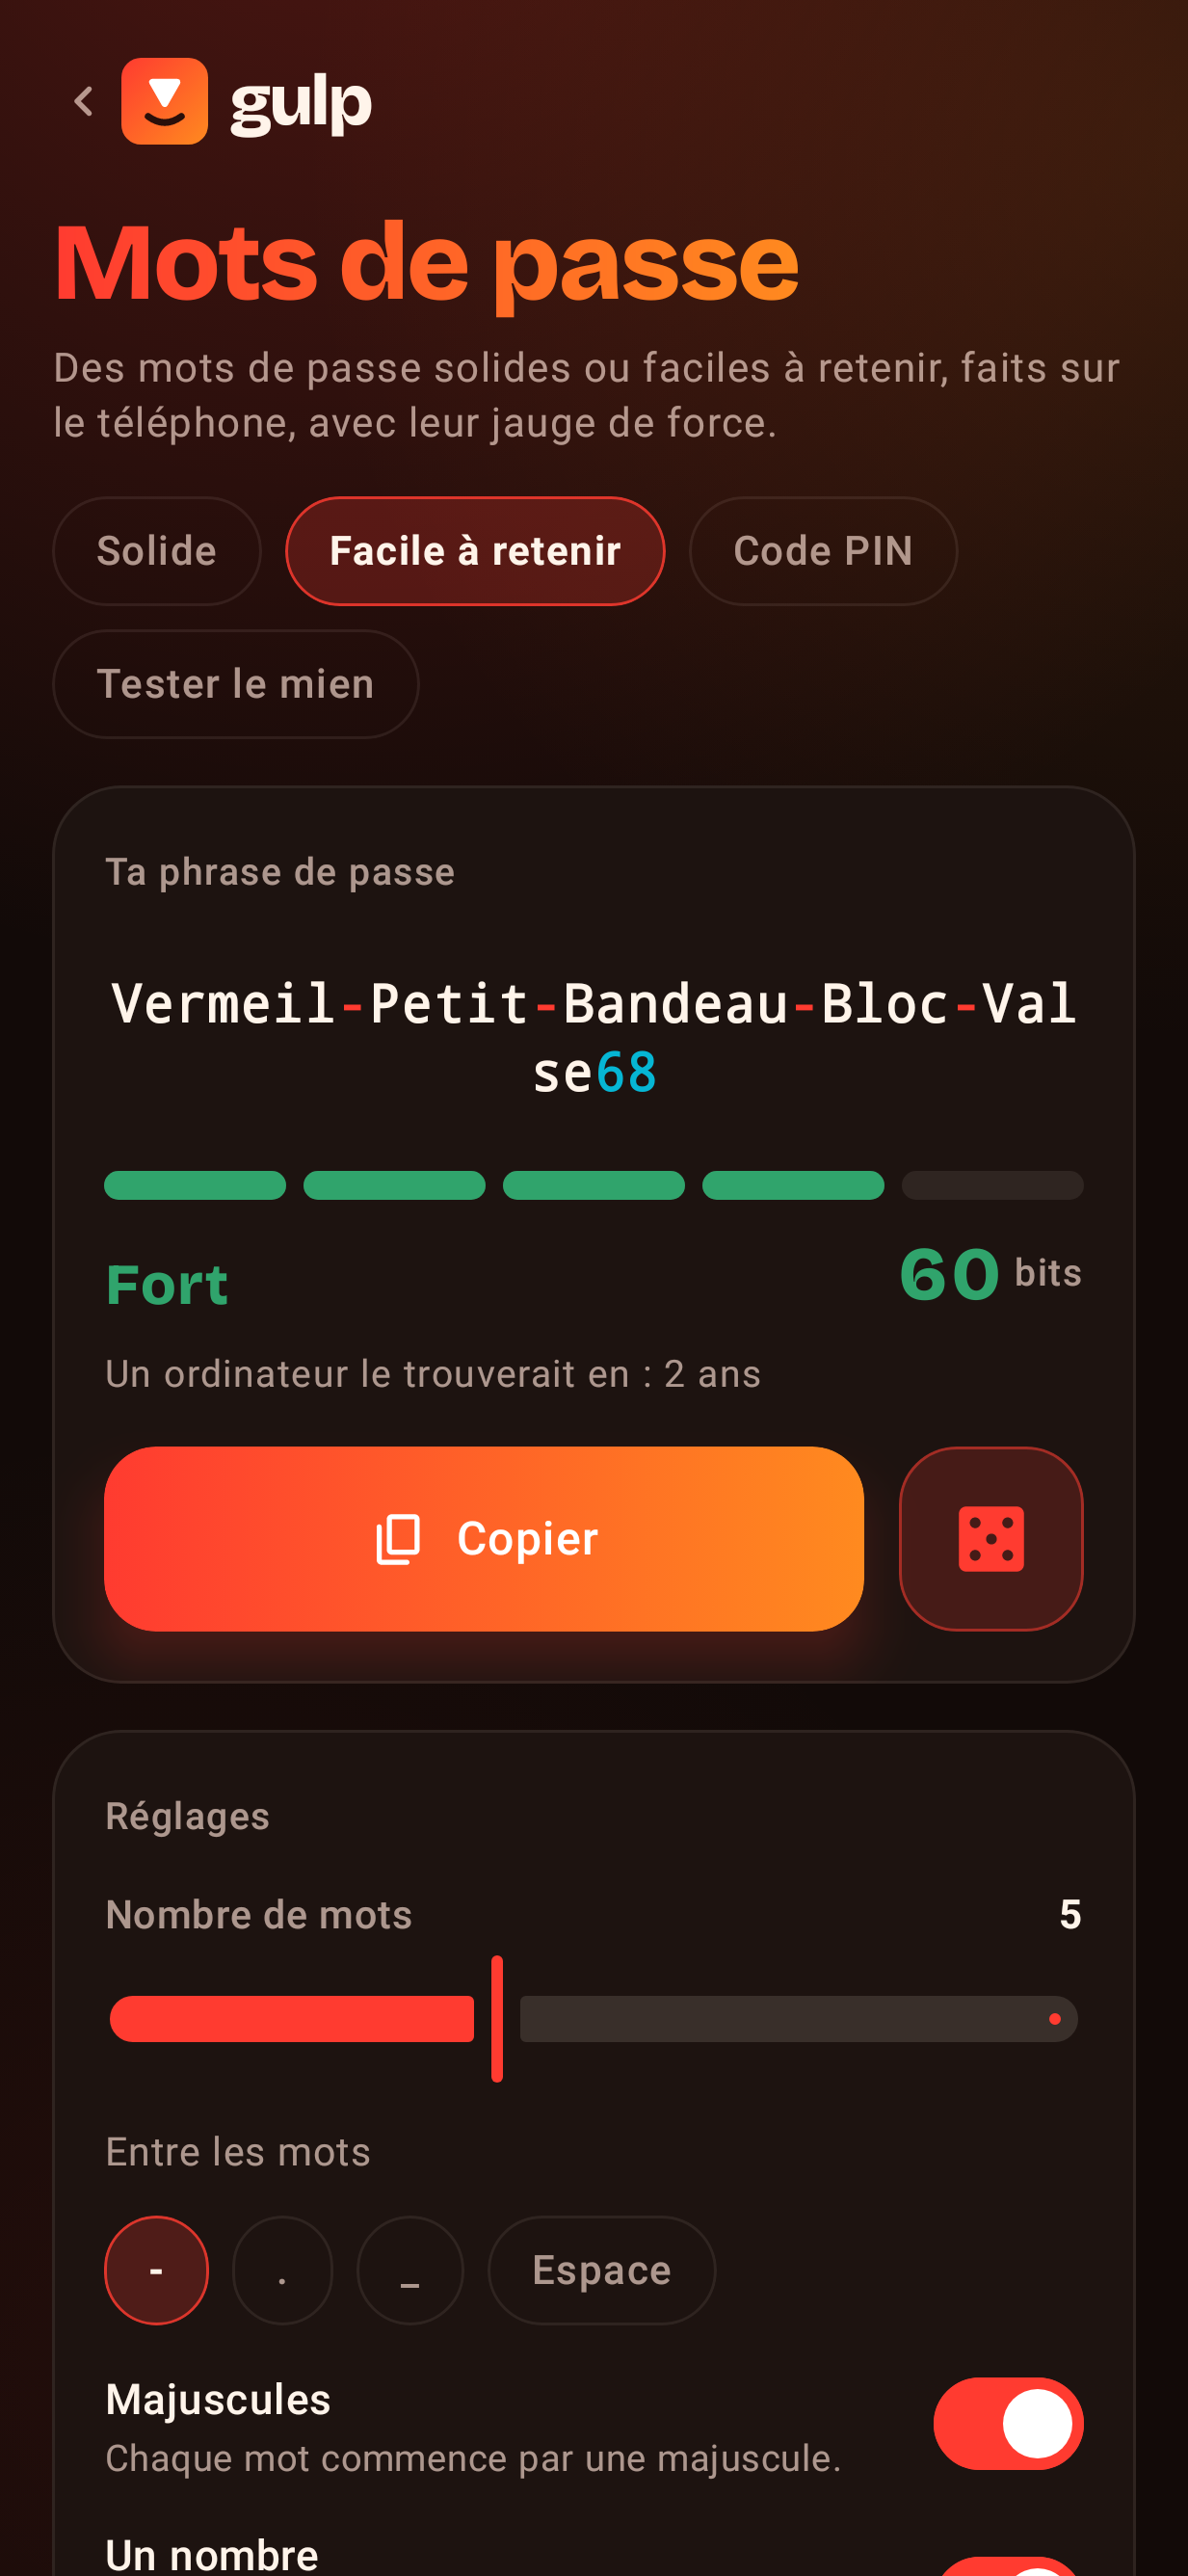 gulp
Mots de passe
Des mots de passe solides ou faciles à retenir, faits sur
le téléphone, avec leur jauge de force.
Solide
Facile à retenir
Code PIN
Tester le mien
Ta phrase de passe
Vermeil-Petit-Bandeau-Bloc-Val
se68
Fort
60 bits
Un ordinateur le trouverait en : 2 ans
Copier
Réglages
Nombre de mots
5
Entre les mots
-
.
_
Espace
Majuscules
Chaque mot commence par une majuscule.
Un nombre